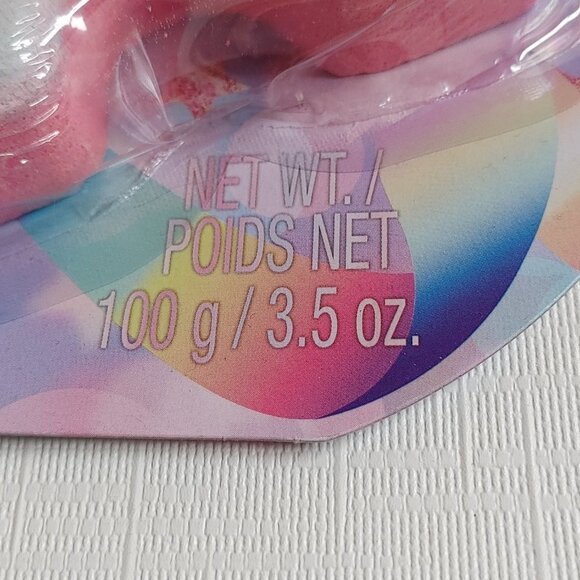 NET WT. /
POIDS NET
100 g / 3.5 oz.